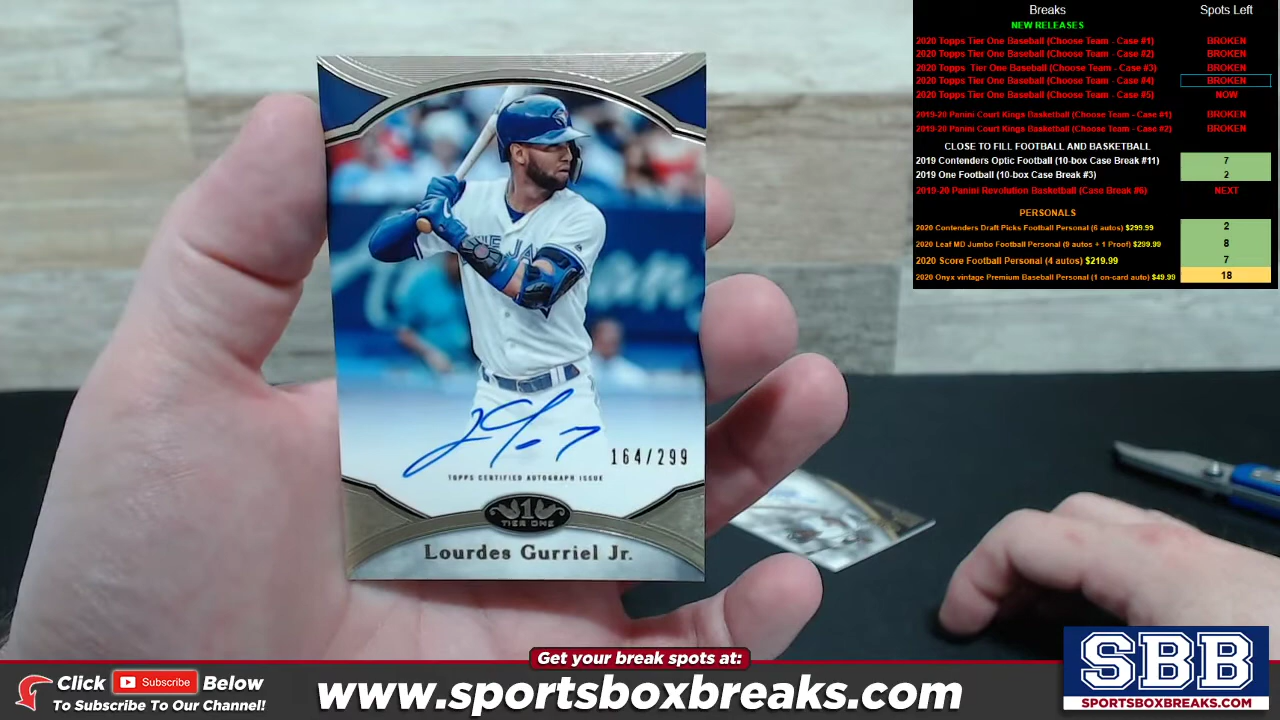 Breaks Spots Left
NEW RELEASES
2020 Topps Tier One Baseball (Choose Team - Case #1) BROKEN
2020 Topps Tier One Baseball (Choose Team - Case #2) BROKEN
2020 Topps Tier One Baseball (Choose Team - Case #3) BROKEN
2020 Topps Tier One Baseball (Choose Team - Case #4) BROKEN
2020 Topps Tier One Baseball (Choose Team - Case #5) NOW
2019-20 Panini Court Kings Basketball (Choose Team - Case #1) BROKEN
2019-20 Panini Court Kings Basketball (Choose Team - Case #2) BROKEN
CLOSE TO FILL FOOTBALL AND BASKETBALL
2019 Contenders Optic Football (10-box Case Break #11) 7
2019 One Football (10-box Case Break #3) 2
2019-20 Panini Revolution Basketball (Case Break #6) NEXT
PERSONALS
2020 Contenders Draft Picks Football Personal (6 autos) $299.99 2
2020 Leaf MD Jumbo Football Personal (9 autos + 1 Proof) $299.99 8
2020 Score Football Personal (4 autos) $219.99 7
2020 Onyx vintage Premium Baseball Personal (1 on-card auto) $49.99 18
164/299
TOPPS CERTIFIED AUTOGRAPH ISSUE
1
TIER ONE
Lourdes Gurriel Jr.
Get your break spots at:
Click Subscribe Below
To Subscribe To Our Channel!
www.sportsboxbreaks.com
SBB
SPORTSBOXBREAKS.COM